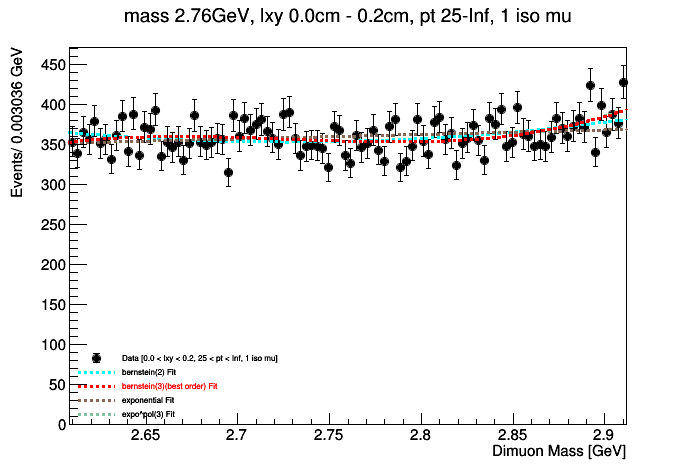 mass 2.76GeV, lxy 0.0cm - 0.2cm, pt 25-Inf, 1 iso mu
Events/ 0.003036 GeV
450
400
350
300
250
200
150
100
50
0
Data [0.0 < lxy < 0.2, 25 < pt < Inf, 1 iso mu]
bernstein(2) Fit
bernstein(3)(best order) Fit
exponential Fit
expo*pol(3) Fit
2.65 2.7 2.75 2.8 2.85 2.9
Dimuon Mass [GeV]